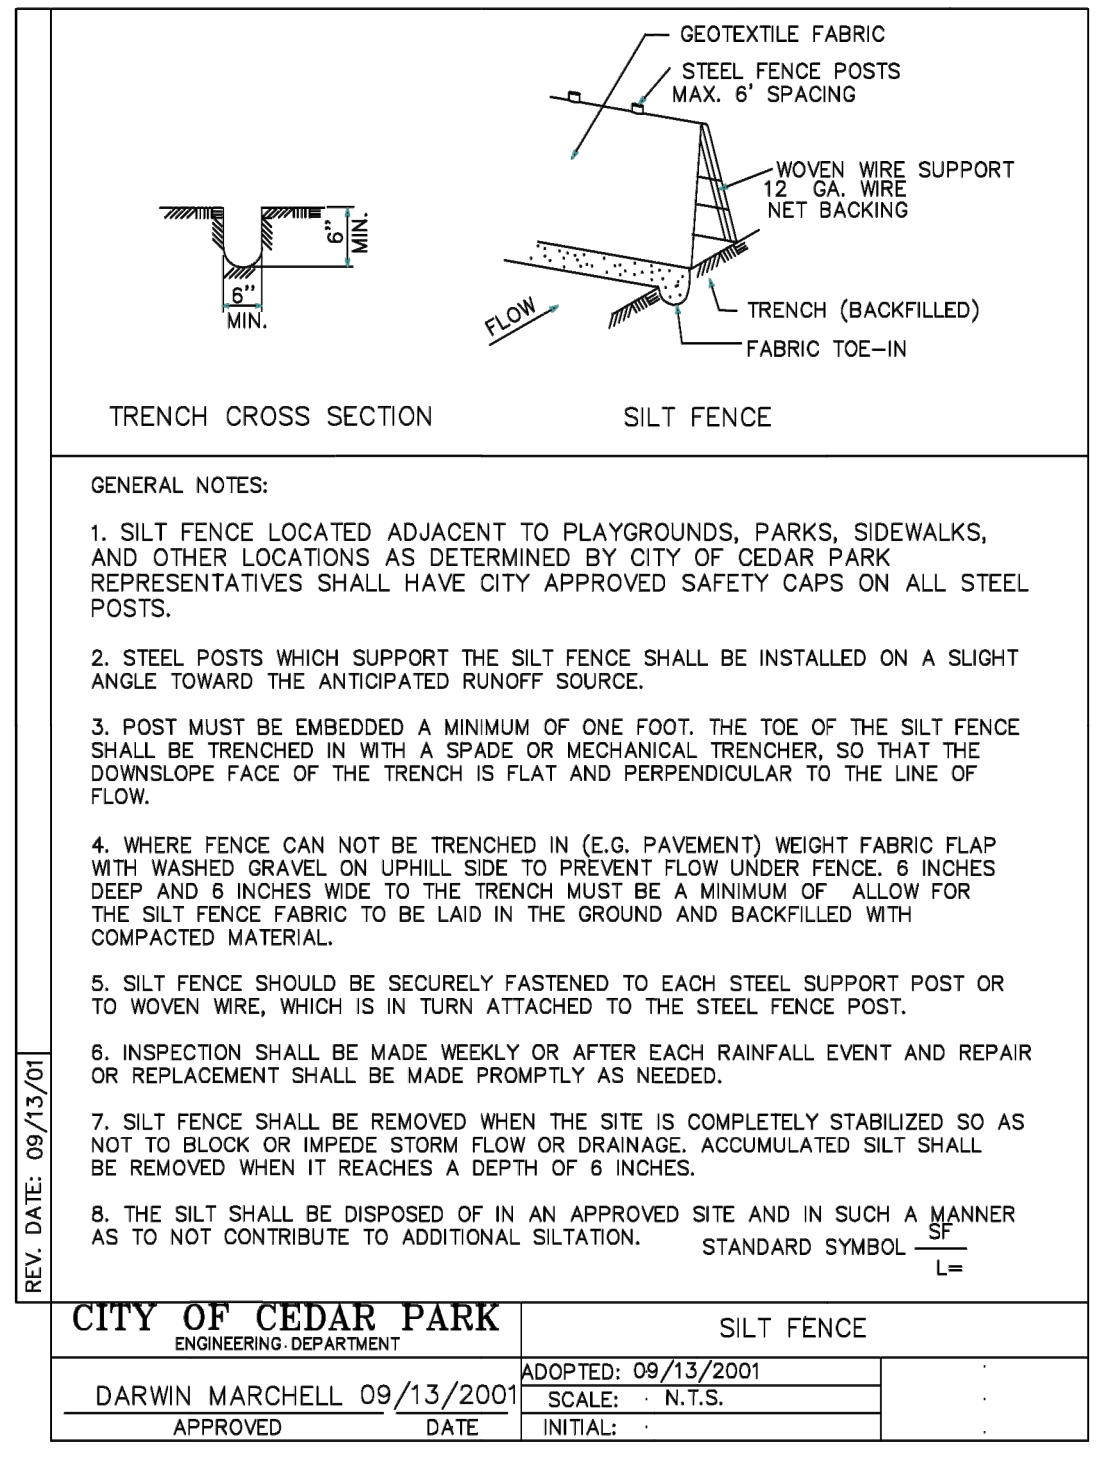 GEOTEXTILE FABRIC
STEEL FENCE POSTS
MAX. 6' SPACING
WOVEN WIRE SUPPORT
12 GA. WIRE
NET BACKING
6"
MIN.
6"
MIN.
FLOW
TRENCH (BACKFILLED)
FABRIC TOE-IN
TRENCH CROSS SECTION
SILT FENCE
GENERAL NOTES:
1. SILT FENCE LOCATED ADJACENT TO PLAYGROUNDS, PARKS, SIDEWALKS,
AND OTHER LOCATIONS AS DETERMINED BY CITY OF CEDAR PARK
REPRESENTATIVES SHALL HAVE CITY APPROVED SAFETY CAPS ON ALL STEEL
POSTS.
2. STEEL POSTS WHICH SUPPORT THE SILT FENCE SHALL BE INSTALLED ON A SLIGHT
ANGLE TOWARD THE ANTICIPATED RUNOFF SOURCE.
3. POST MUST BE EMBEDDED A MINIMUM OF ONE FOOT. THE TOE OF THE SILT FENCE
SHALL BE TRENCHED IN WITH A SPADE OR MECHANICAL TRENCHER, SO THAT THE
DOWNSLOPE FACE OF THE TRENCH IS FLAT AND PERPENDICULAR TO THE LINE OF
FLOW.
4. WHERE FENCE CAN NOT BE TRENCHED IN (E.G. PAVEMENT) WEIGHT FABRIC FLAP
WITH WASHED GRAVEL ON UPHILL SIDE TO PREVENT FLOW UNDER FENCE. 6 INCHES
DEEP AND 6 INCHES WIDE TO THE TRENCH MUST BE A MINIMUM OF ALLOW FOR
THE SILT FENCE FABRIC TO BE LAID IN THE GROUND AND BACKFILLED WITH
COMPACTED MATERIAL.
5. SILT FENCE SHOULD BE SECURELY FASTENED TO EACH STEEL SUPPORT POST OR
TO WOVEN WIRE, WHICH IS IN TURN ATTACHED TO THE STEEL FENCE POST.
6. INSPECTION SHALL BE MADE WEEKLY OR AFTER EACH RAINFALL EVENT AND REPAIR
OR REPLACEMENT SHALL BE MADE PROMPTLY AS NEEDED.
7. SILT FENCE SHALL BE REMOVED WHEN THE SITE IS COMPLETELY STABILIZED SO AS
NOT TO BLOCK OR IMPEDE STORM FLOW OR DRAINAGE. ACCUMULATED SILT SHALL
BE REMOVED WHEN IT REACHES A DEPTH OF 6 INCHES.
8. THE SILT SHALL BE DISPOSED OF IN AN APPROVED SITE AND IN SUCH A MANNER
AS TO NOT CONTRIBUTE TO ADDITIONAL SILTATION.
STANDARD SYMBOL SF
L=
REV. DATE: 09/13/01
CITY OF CEDAR PARK
ENGINEERING DEPARTMENT
SILT FENCE
DARWIN MARCHELL 09/13/2001
APPROVED DATE
ADOPTED: 09/13/2001
SCALE: N.T.S.
INITIAL: